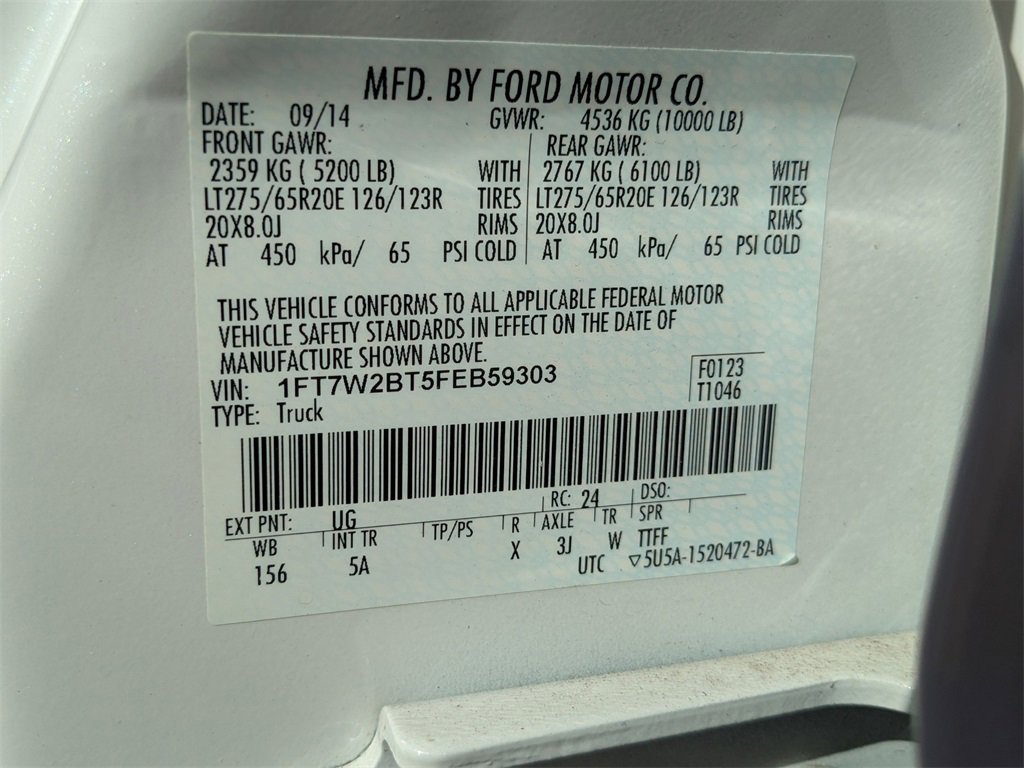 MFD. BY FORD MOTOR CO.
DATE: 09/14 GVWR: 4536 KG (10000 LB)
FRONT GAWR: REAR GAWR:
2359 KG ( 5200 LB) WITH 2767 KG ( 6100 LB) WITH
LT275/65R20E 126/123R TIRES LT275/65R20E 126/123R TIRES
20X8.0J RIMS 20X8.0J RIMS
AT 450 kPa/ 65 PSI COLD AT 450 kPa/ 65 PSI COLD
THIS VEHICLE CONFORMS TO ALL APPLICABLE FEDERAL MOTOR
VEHICLE SAFETY STANDARDS IN EFFECT ON THE DATE OF
MANUFACTURE SHOWN ABOVE.
VIN: 1FT7W2BT5FEB59303 F0123
TYPE: Truck T1046
EXT PNT: UG RC: 24 DSO:
WB INT TR TP/PS R AXLE TR SPR
156 5A X 3J W TTFF
UTC ▽5U5A-1520472-BA